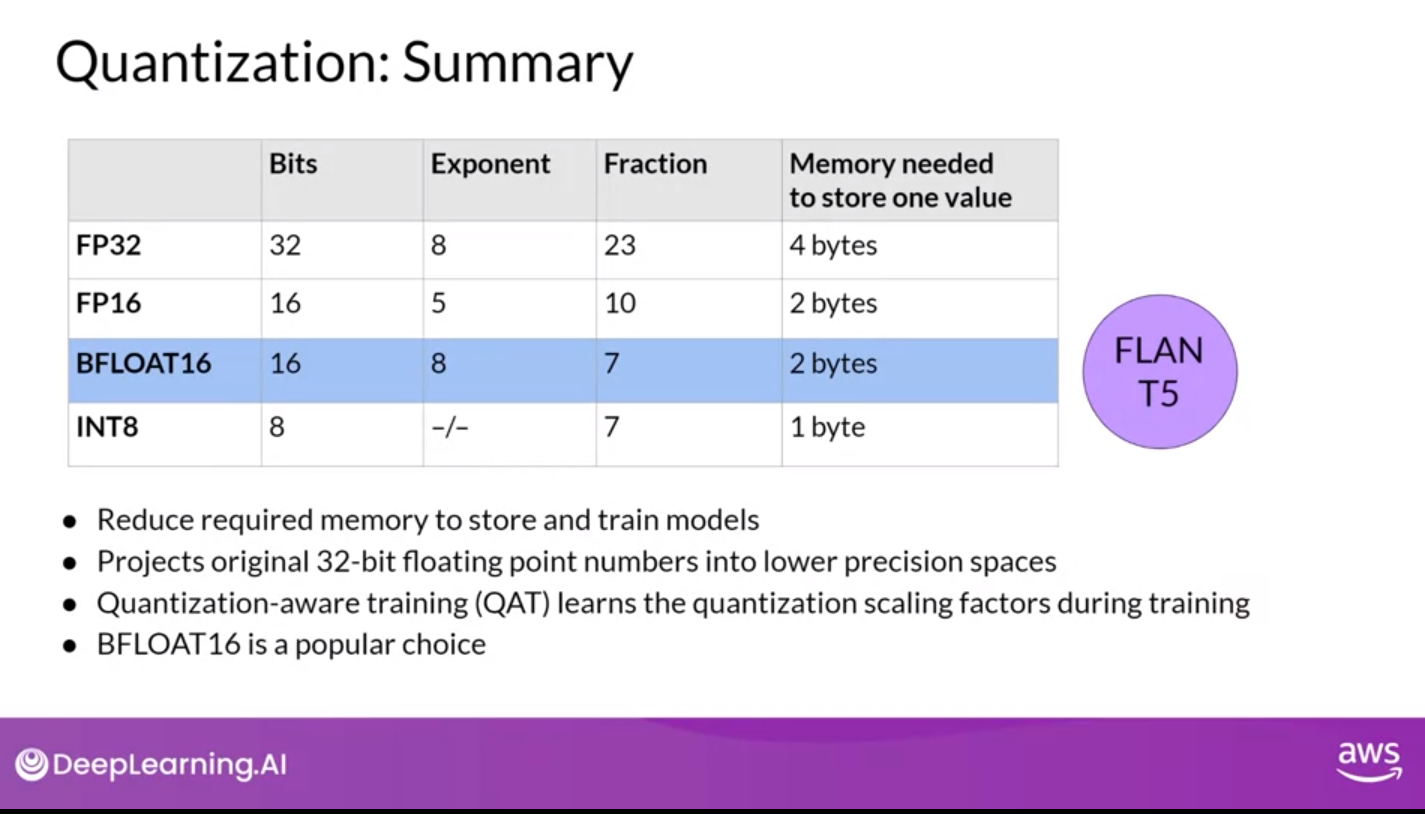 Quantization: Summary
Bits Exponent Fraction Memory needed
to store one value
FP32 32 8 23 4 bytes
FP16 16 5 10 2 bytes
BFLOAT16 16 8 7 2 bytes
INT8 8 –/– 7 1 byte
FLAN
T5
● Reduce required memory to store and train models
● Projects original 32-bit floating point numbers into lower precision spaces
● Quantization-aware training (QAT) learns the quantization scaling factors during training
● BFLOAT16 is a popular choice
DeepLearning.AI
aws